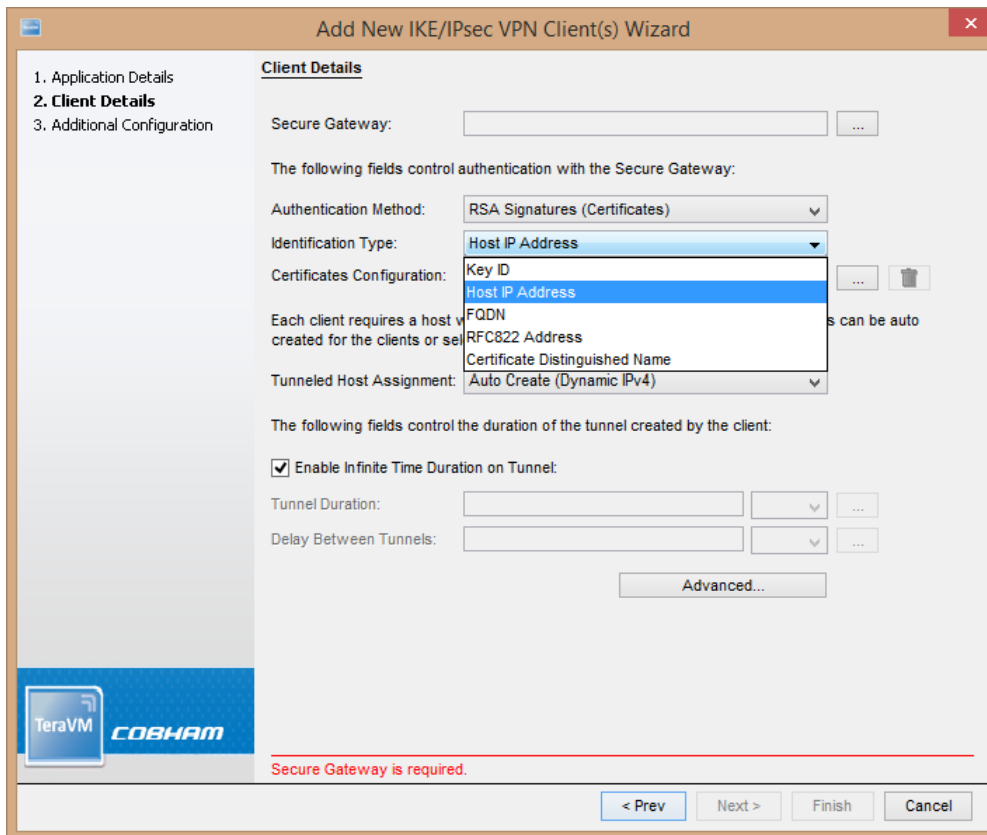 Add New IKE/IPsec VPN Client(s) Wizard
1. Application Details
2. Client Details
3. Additional Configuration
Client Details
Secure Gateway:
...
The following fields control authentication with the Secure Gateway:
Authentication Method:
RSA Signatures (Certificates)
Identification Type:
Host IP Address
Certificates Configuration:
...
Key ID
Host IP Address
FQDN
RFC822 Address
Certificate Distinguished Name
Each client requires a host
s can be auto
created for the clients or
Tunneled Host Assignment:
Auto Create (Dynamic IPv4)
The following fields control the duration of the tunnel created by the client:
Enable Infinite Time Duration on Tunnel:
Tunnel Duration:
...
Delay Between Tunnels:
...
Advanced...
TeraVM
COBHAM
Secure Gateway is required.
< Prev
Next >
Finish
Cancel